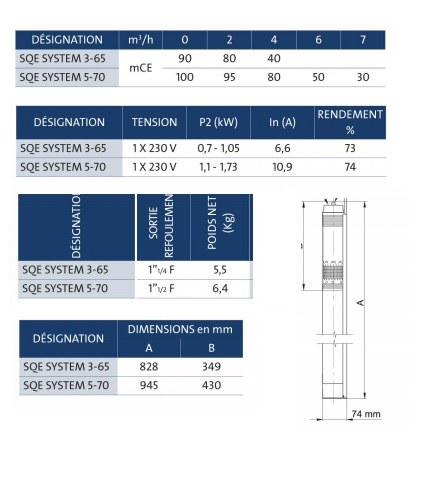 DÉSIGNATION m³/h 0 2 4 6 7
SQE SYSTEM 3-65 mCE 90 80 40
SQE SYSTEM 5-70 100 95 80 50 30
DÉSIGNATION TENSION P2 (kW) In (A) RENDEMENT %
SQE SYSTEM 3-65 1 X 230 V 0,7 - 1,05 6,6 73
SQE SYSTEM 5-70 1 X 230 V 1,1 - 1,73 10,9 74
DÉSIGNATION SORTIE REFOULEMENT POIDS NET (Kg)
SQE SYSTEM 3-65 1"1/4 F 5,5
SQE SYSTEM 5-70 1"1/2 F 6,4
DÉSIGNATION DIMENSIONS en mm
A B
SQE SYSTEM 3-65 828 349
SQE SYSTEM 5-70 945 430
A
74 mm